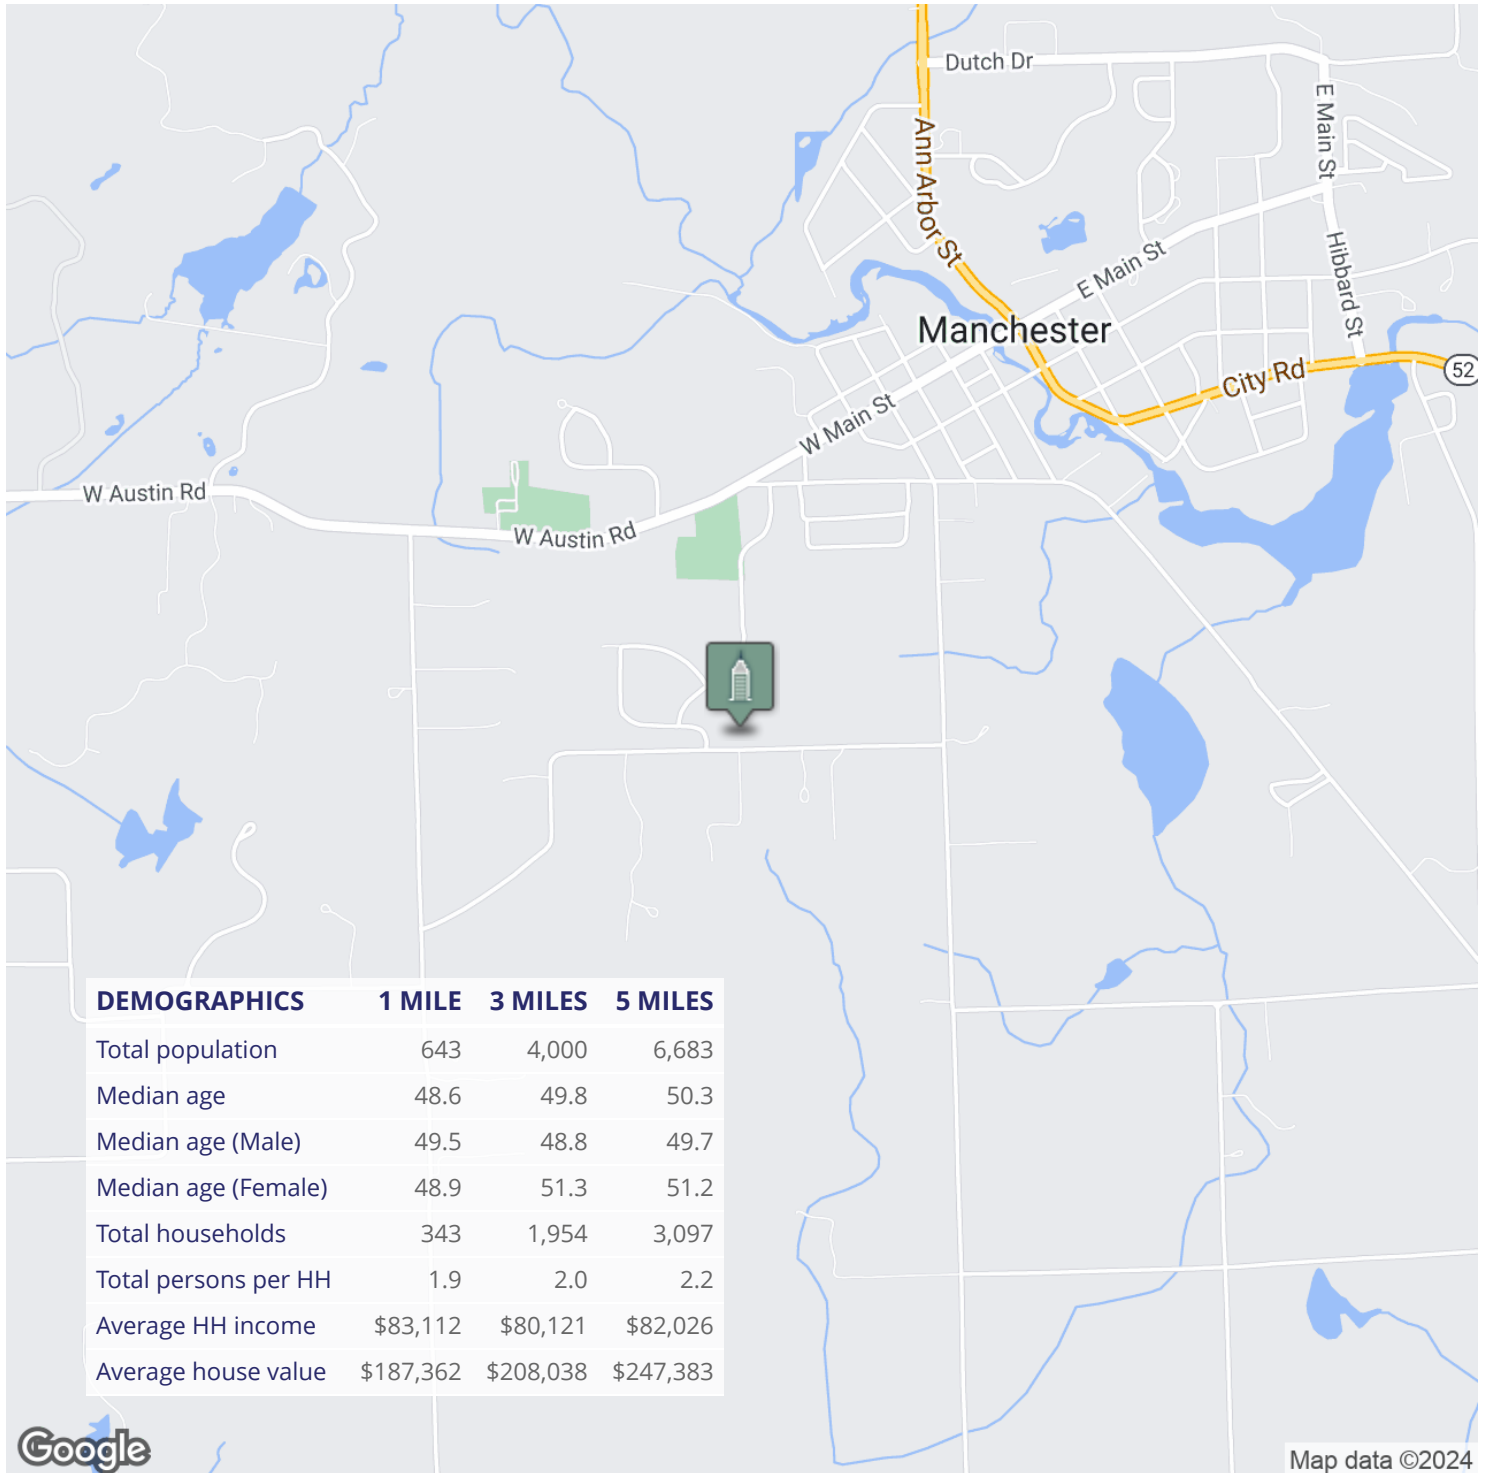 Dutch Dr
E Main St
Ann Arbor St
E Main St
Hibbard St
Manchester
City Rd
52
W Main St
W Austin Rd
W Austin Rd
DEMOGRAPHICS 1 MILE 3 MILES 5 MILES
Total population 643 4,000 6,683
Median age 48.6 49.8 50.3
Median age (Male) 49.5 48.8 49.7
Median age (Female) 48.9 51.3 51.2
Total households 343 1,954 3,097
Total persons per HH 1.9 2.0 2.2
Average HH income $83,112 $80,121 $82,026
Average house value $187,362 $208,038 $247,383
Google
Map data ©2024